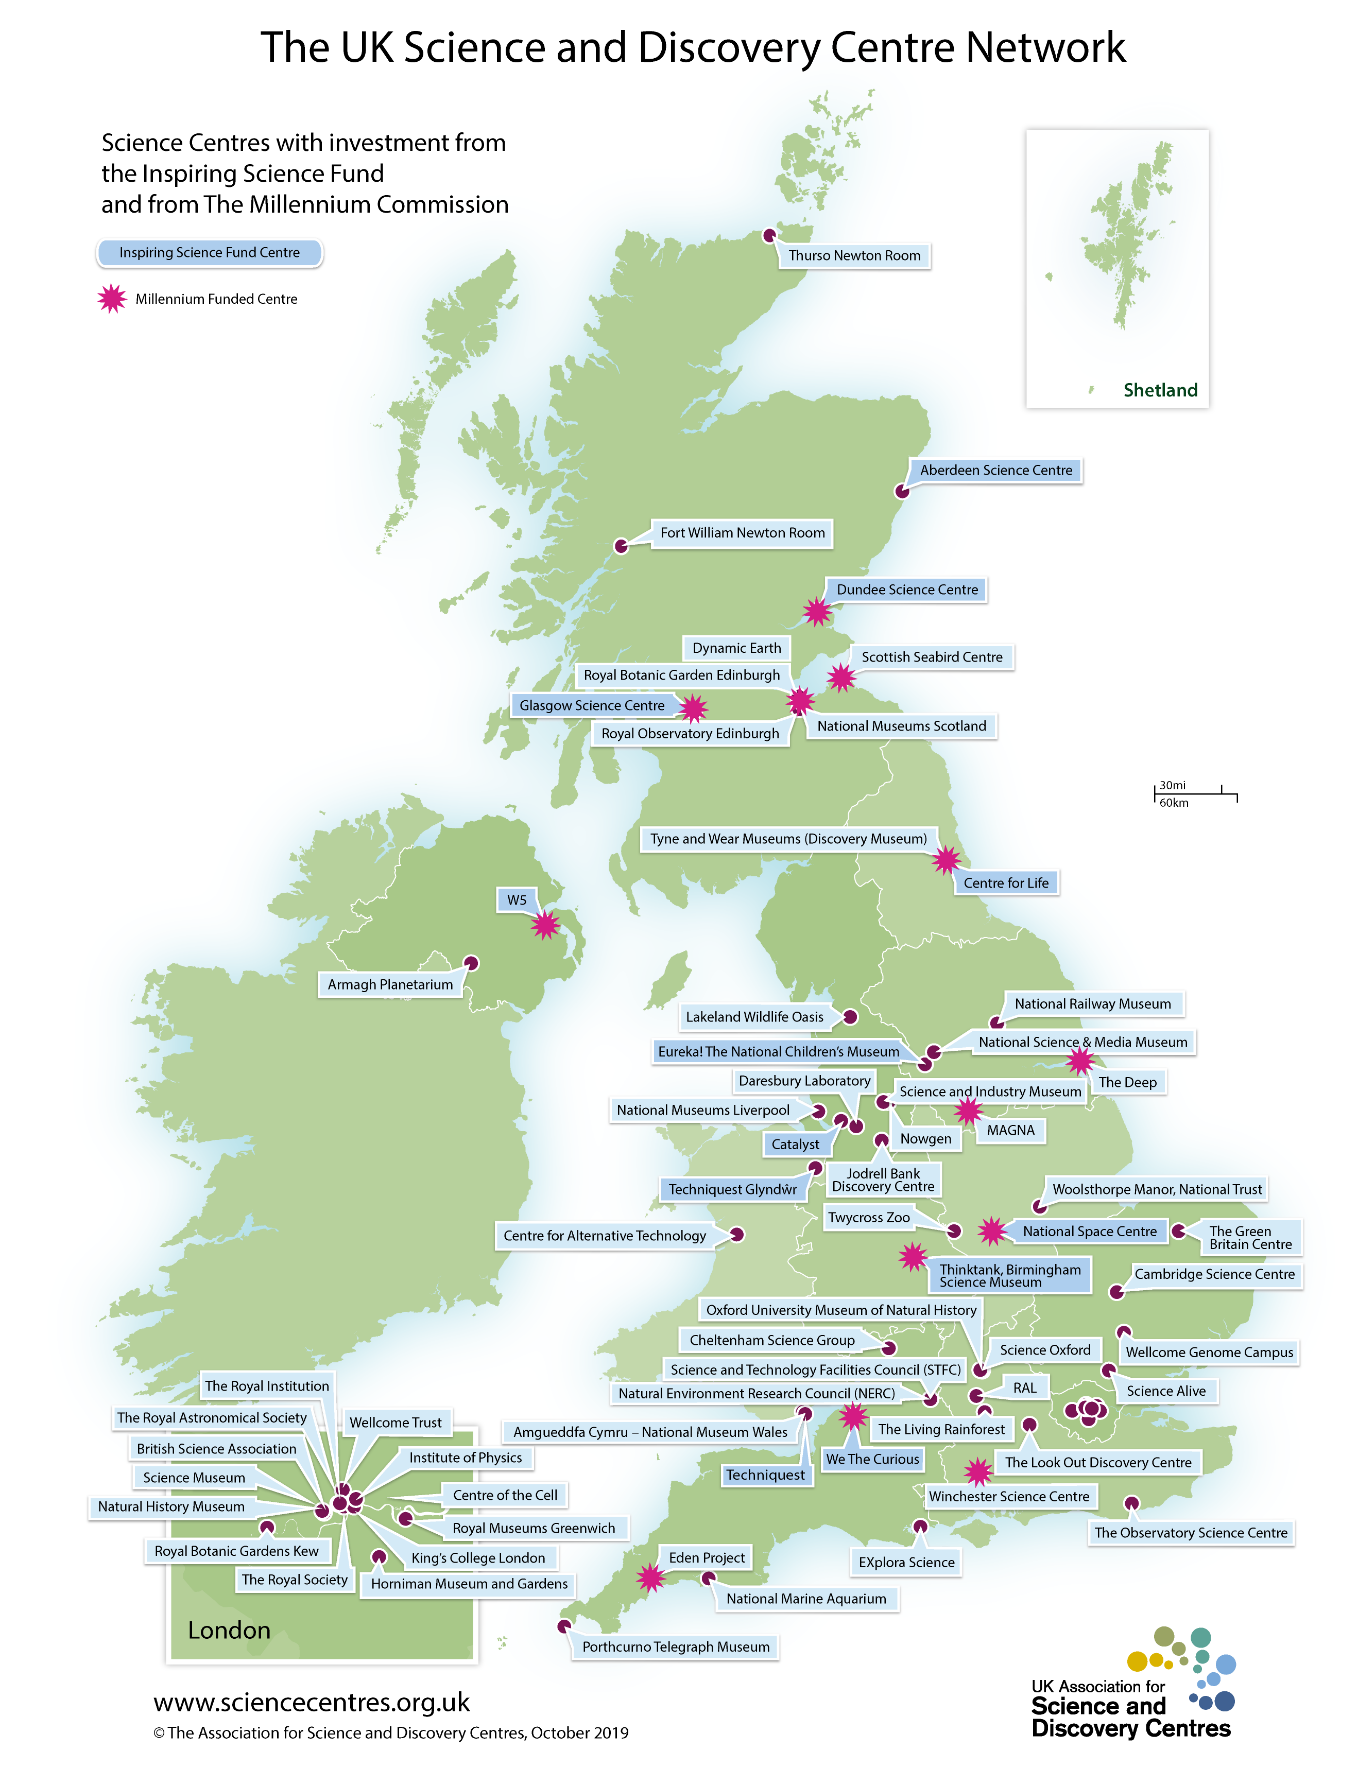 The UK Science and Discovery Centre Network
Science Centres with investment from
the Inspiring Science Fund
and from The Millennium Commission
Inspiring Science Fund Centre
Millennium Funded Centre
Shetland
Thurso Newton Room
Aberdeen Science Centre
Fort William Newton Room
Dundee Science Centre
Dynamic Earth
Scottish Seabird Centre
Royal Botanic Garden Edinburgh
Glasgow Science Centre
National Museums Scotland
Royal Observatory Edinburgh
30mi
60km
Tyne and Wear Museums (Discovery Museum)
Centre for Life
W5
Armagh Planetarium
National Railway Museum
Lakeland Wildlife Oasis
National Science & Media Museum
Eureka! The National Children's Museum
Daresbury Laboratory
The Deep
Science and Industry Museum
National Museums Liverpool
MAGNA
Nowgen
Catalyst
Jodrell Bank
Discovery Centre
Techniquest Glyndŵr
Woolsthorpe Manor, National Trust
Twycross Zoo
National Space Centre
The Green
Britain Centre
Centre for Alternative Technology
Thinktank, Birmingham
Science Museum
Cambridge Science Centre
Oxford University Museum of Natural History
Cheltenham Science Group
Science Oxford
Wellcome Genome Campus
Science and Technology Facilities Council (STFC)
RAL
Science Alive
Natural Environment Research Council (NERC)
The Living Rainforest
Amgueddfa Cymru – National Museum Wales
We The Curious
The Look Out Discovery Centre
Techniquest
Winchester Science Centre
The Observatory Science Centre
EXplora Science
Eden Project
National Marine Aquarium
Porthcurno Telegraph Museum
The Royal Institution
The Royal Astronomical Society
Wellcome Trust
British Science Association
Institute of Physics
Science Museum
Centre of the Cell
Natural History Museum
Royal Museums Greenwich
Royal Botanic Gardens Kew
King's College London
The Royal Society
Horniman Museum and Gardens
London
www.sciencecentres.org.uk
© The Association for Science and Discovery Centres, October 2019
UK Association for
Science and
Discovery Centres